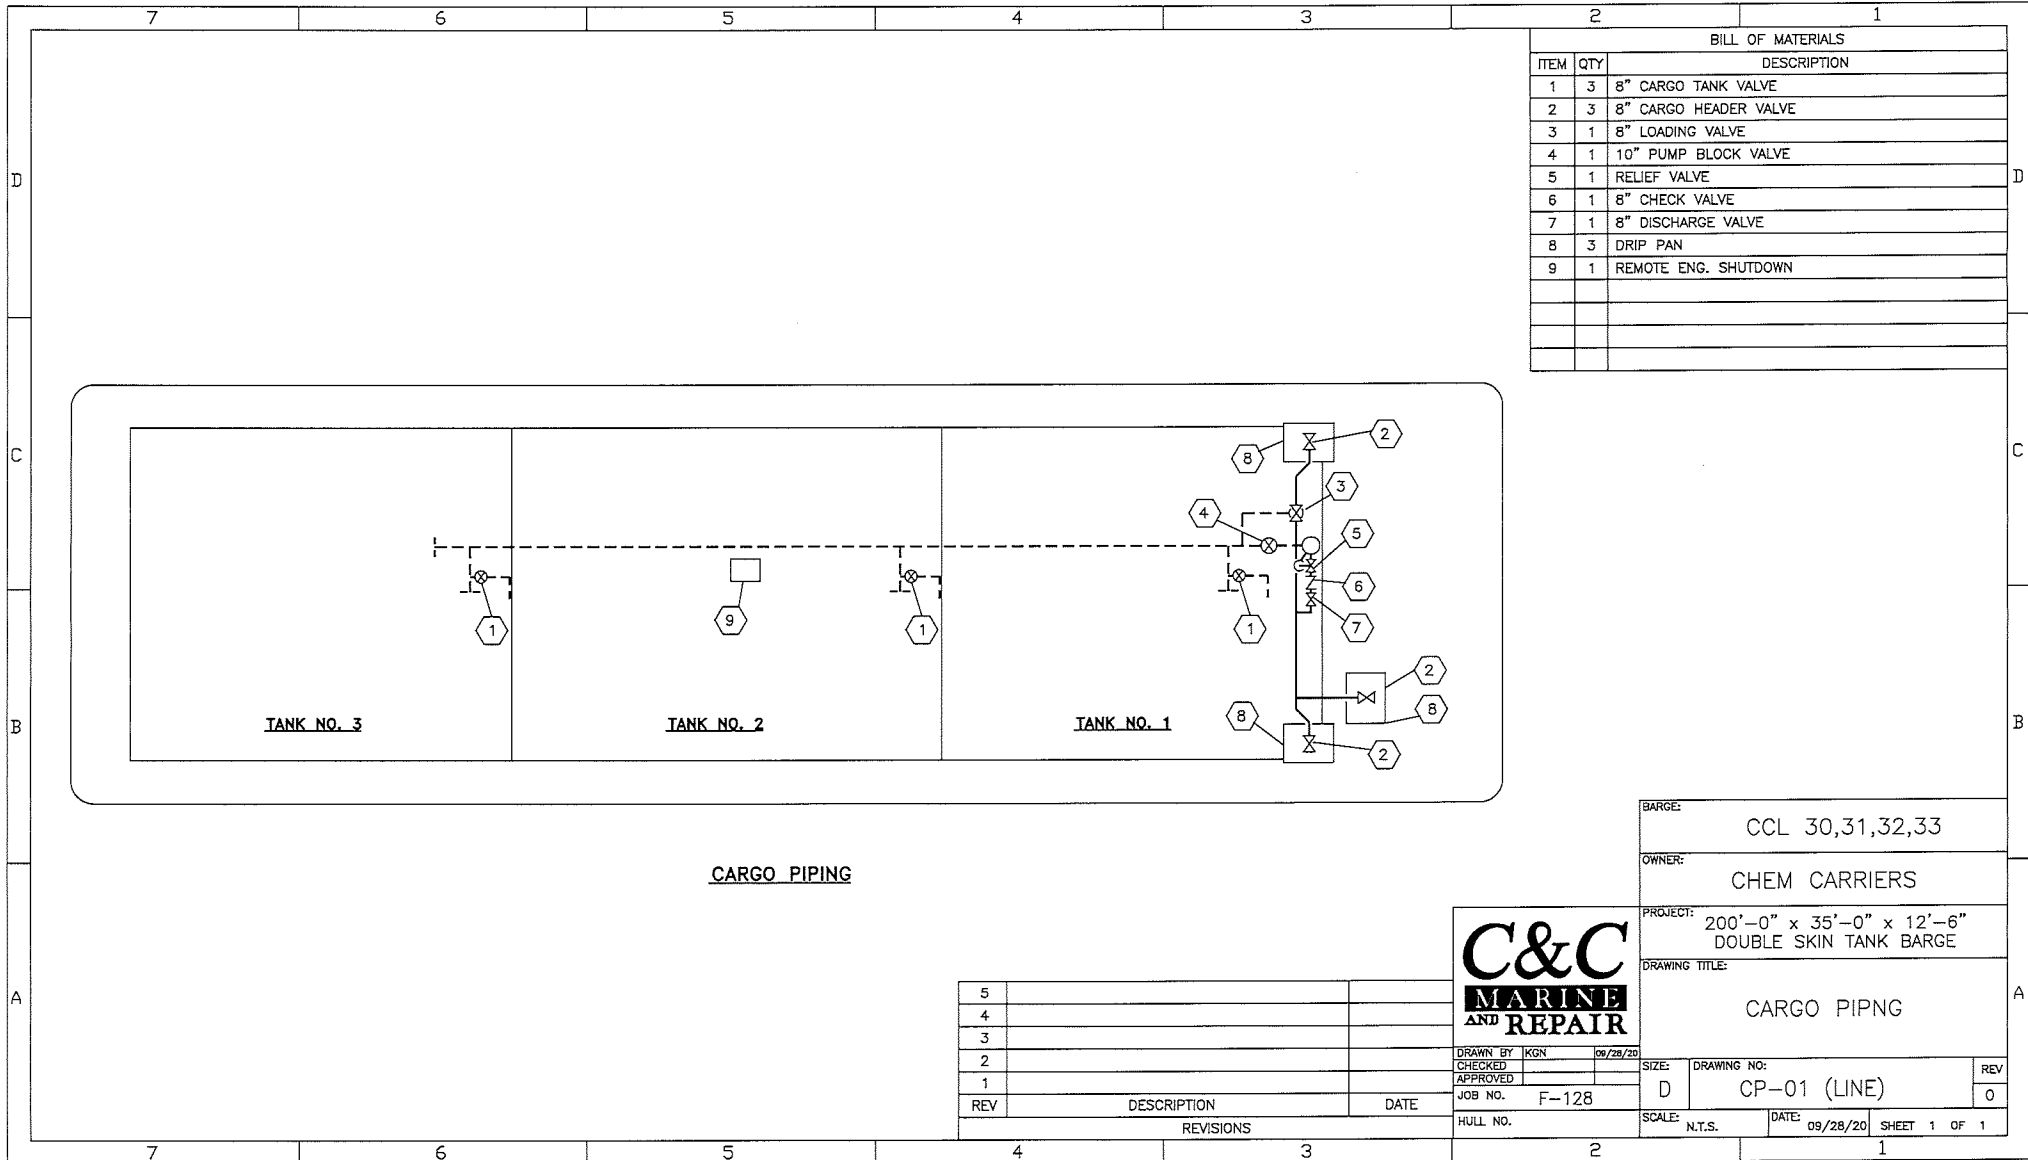 7 6 5 4 3 2 1
BILL OF MATERIALS
ITEM QTY DESCRIPTION
1 3 8" CARGO TANK VALVE
2 3 8" CARGO HEADER VALVE
3 1 8" LOADING VALVE
4 1 10" PUMP BLOCK VALVE
5 1 RELIEF VALVE
6 1 8" CHECK VALVE
7 1 8" DISCHARGE VALVE
8 3 DRIP PAN
9 1 REMOTE ENG. SHUTDOWN
D
D
C
C
B
B
A
A
2
8
3
4
5
6
7
1
9
1
1
2
8
8
2
TANK NO. 3
TANK NO. 2
TANK NO. 1
CARGO PIPING
BARGE:
CCL 30,31,32,33
OWNER:
CHEM CARRIERS
PROJECT: 200'-0" x 35'-0" x 12'-6"
DOUBLE SKIN TANK BARGE
DRAWING TITLE:
CARGO PIPNG
C&C
MARINE
AND REPAIR
DRAWN BY KGN 09/28/20
CHECKED
APPROVED
JOB NO. F-128
HULL NO.
SIZE: D
DRAWING NO: CP-01 (LINE)
REV 0
SCALE: N.T.S.
DATE: 09/28/20
SHEET 1 OF 1
5
4
3
2
1
REV DESCRIPTION DATE
REVISIONS
7 6 5 4 3 2 1